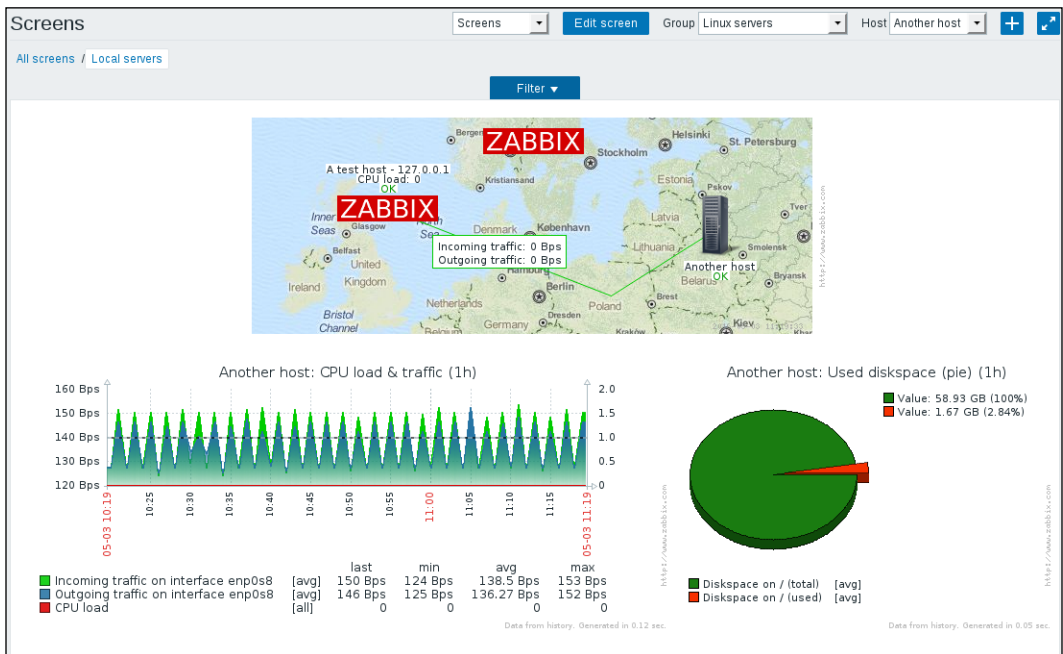 Screens
Screens Edit screen Group Linux servers Host Another host +
All screens / Local servers
Filter
Bergen ZABBIX Helsinki
St. Petersburg
Stockholm
A test host - 127.0.0.1
CPU load: 0
OK
Kristiansand Estonia
Pskov
ZABBIX
Inner North Latvia Tver
Seas Glasgow Sea Denmark København
Incoming traffic: 0 Bps
Outgoing traffic: 0 Bps
Lithuania Smolensk
Belfast United Hamburg Another host
OK
Ireland Kingdom Berlin Belarus Bryansk
Netherlands Poland Brest
Bristol Dresden
Channel Belgium Germany Kraków Kiev
http://www.zabbix.com
Another host: CPU load & traffic (1h)
160 Bps 2.0
150 Bps 1.5
140 Bps 1.0
130 Bps 0.5
120 Bps 0
05-03 10:19 10:25 10:30 10:35 10:40 10:45 10:50 10:55 11:00 11:05 11:10 11:15 05-03 11:19
last min avg max
Incoming traffic on interface enp0s8 [avg] 150 Bps 124 Bps 138.5 Bps 153 Bps
Outgoing traffic on interface enp0s8 [avg] 146 Bps 125 Bps 136.27 Bps 152 Bps
CPU load [all] 0 0 0 0
http://www.zabbix.com
Data from history. Generated in 0.12 sec.
Another host: Used diskspace (pie) (1h)
Value: 58.93 GB (100%)
Value: 1.67 GB (2.84%)
Diskspace on / (total) [avg]
Diskspace on / (used) [avg]
http://www.zabbix.com
Data from history. Generated in 0.05 sec.